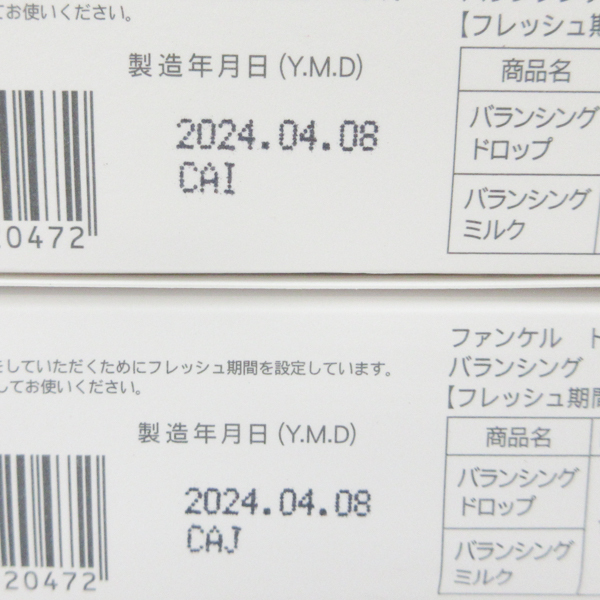 てお使いください。
製造年月日(Y.M.D)
2024.04.08
CAI
0472
【フレッシュ期
商品名
バランシング
ドロップ
バランシング
ミルク
をしていただくためにフレッシュ期間を設定しています。
してお使いください。
製造年月日(Y.M.D)
2024.04.08
CAJ
20472
ファンケル
バランシング
【フレッシュ期間
商品名
バランシング
ドロップ
バランシング
ミルク